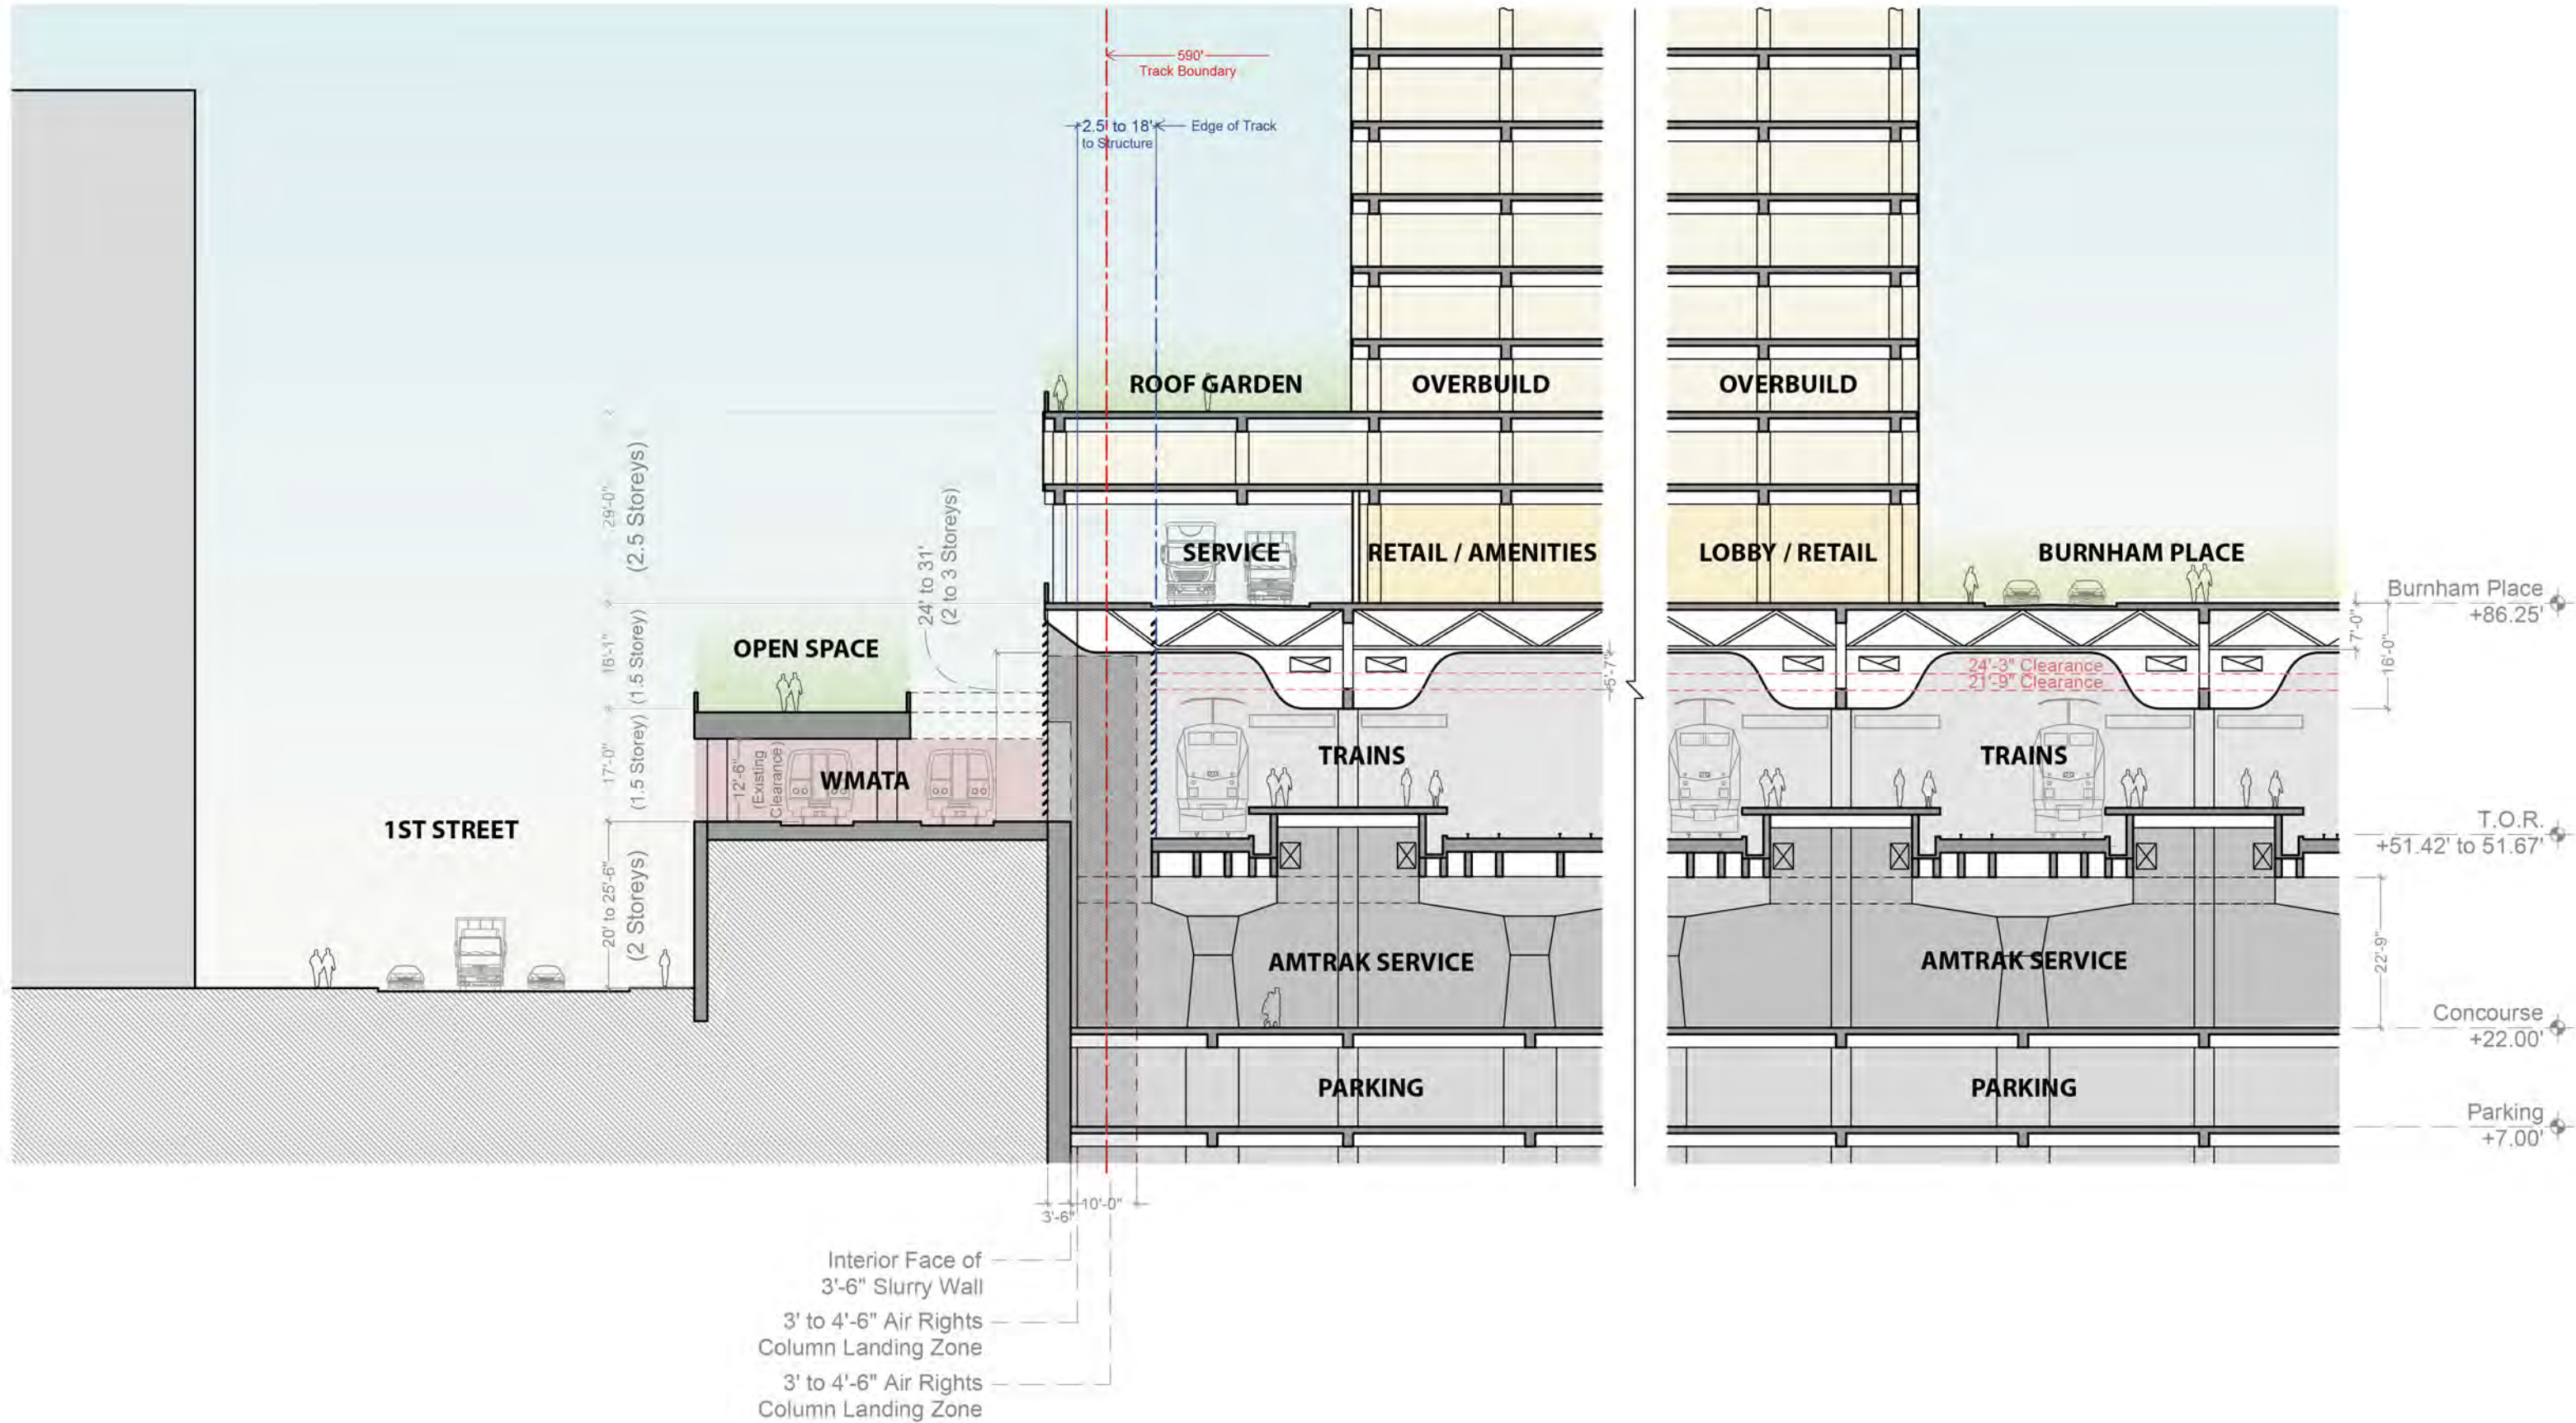 590'
Track Boundary
2.5' to 18'
to Structure
Edge of Track
ROOF GARDEN
OVERBUILD
OVERBUILD
29'-0"
(2.5 Storeys)
24' to 31'
(2 to 3 Storeys)
SERVICE
RETAIL / AMENITIES
LOBBY / RETAIL
BURNHAM PLACE
Burnham Place
+86.25'
7'-0"
16'-0"
16'-1"
(1.5 Storey)
OPEN SPACE
5'-7"
24'-3" Clearance
21'-9" Clearance
17'-0"
(1.5 Storey)
12'-6"
(Existing
Clearance)
WMATA
TRAINS
TRAINS
1ST STREET
T.O.R.
+51.42' to 51.67'
20' to 25'-6"
(2 Storeys)
AMTRAK SERVICE
AMTRAK SERVICE
22'-9"
Concourse
+22.00'
PARKING
PARKING
Parking
+7.00'
3'-6"
10'-0"
Interior Face of
3'-6" Slurry Wall
3' to 4'-6" Air Rights
Column Landing Zone
3' to 4'-6" Air Rights
Column Landing Zone